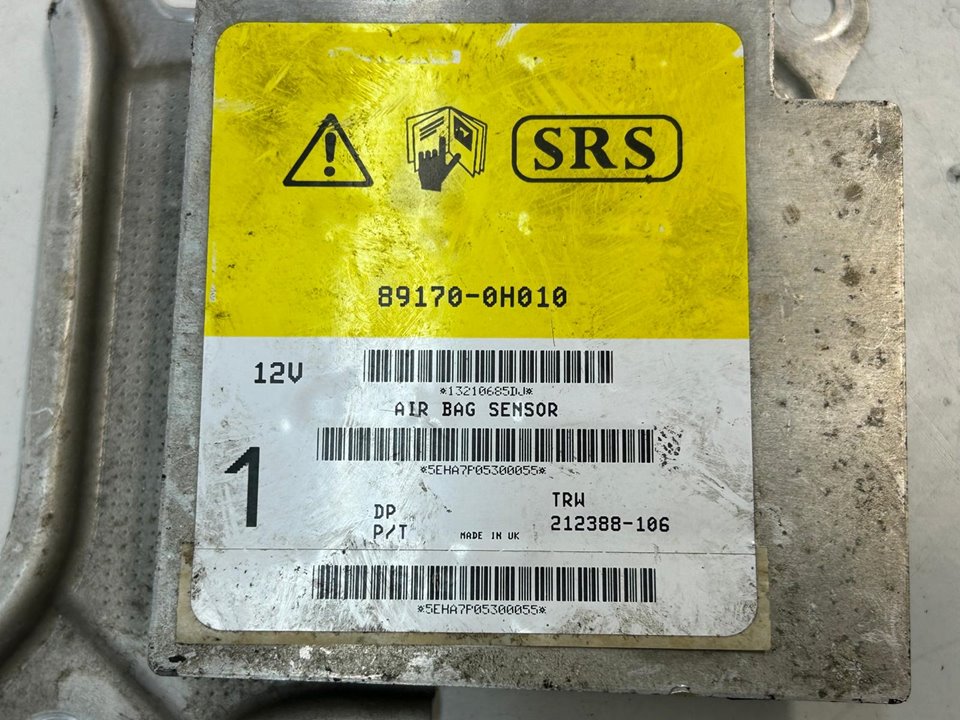 SRS
89170-0H010
12V
*13210685DJ*
AIR BAG SENSOR
*5EHA7P05300055*
1
DP
P/T
MADE IN UK
TRW
212388-106
*5EHA7P05300055*